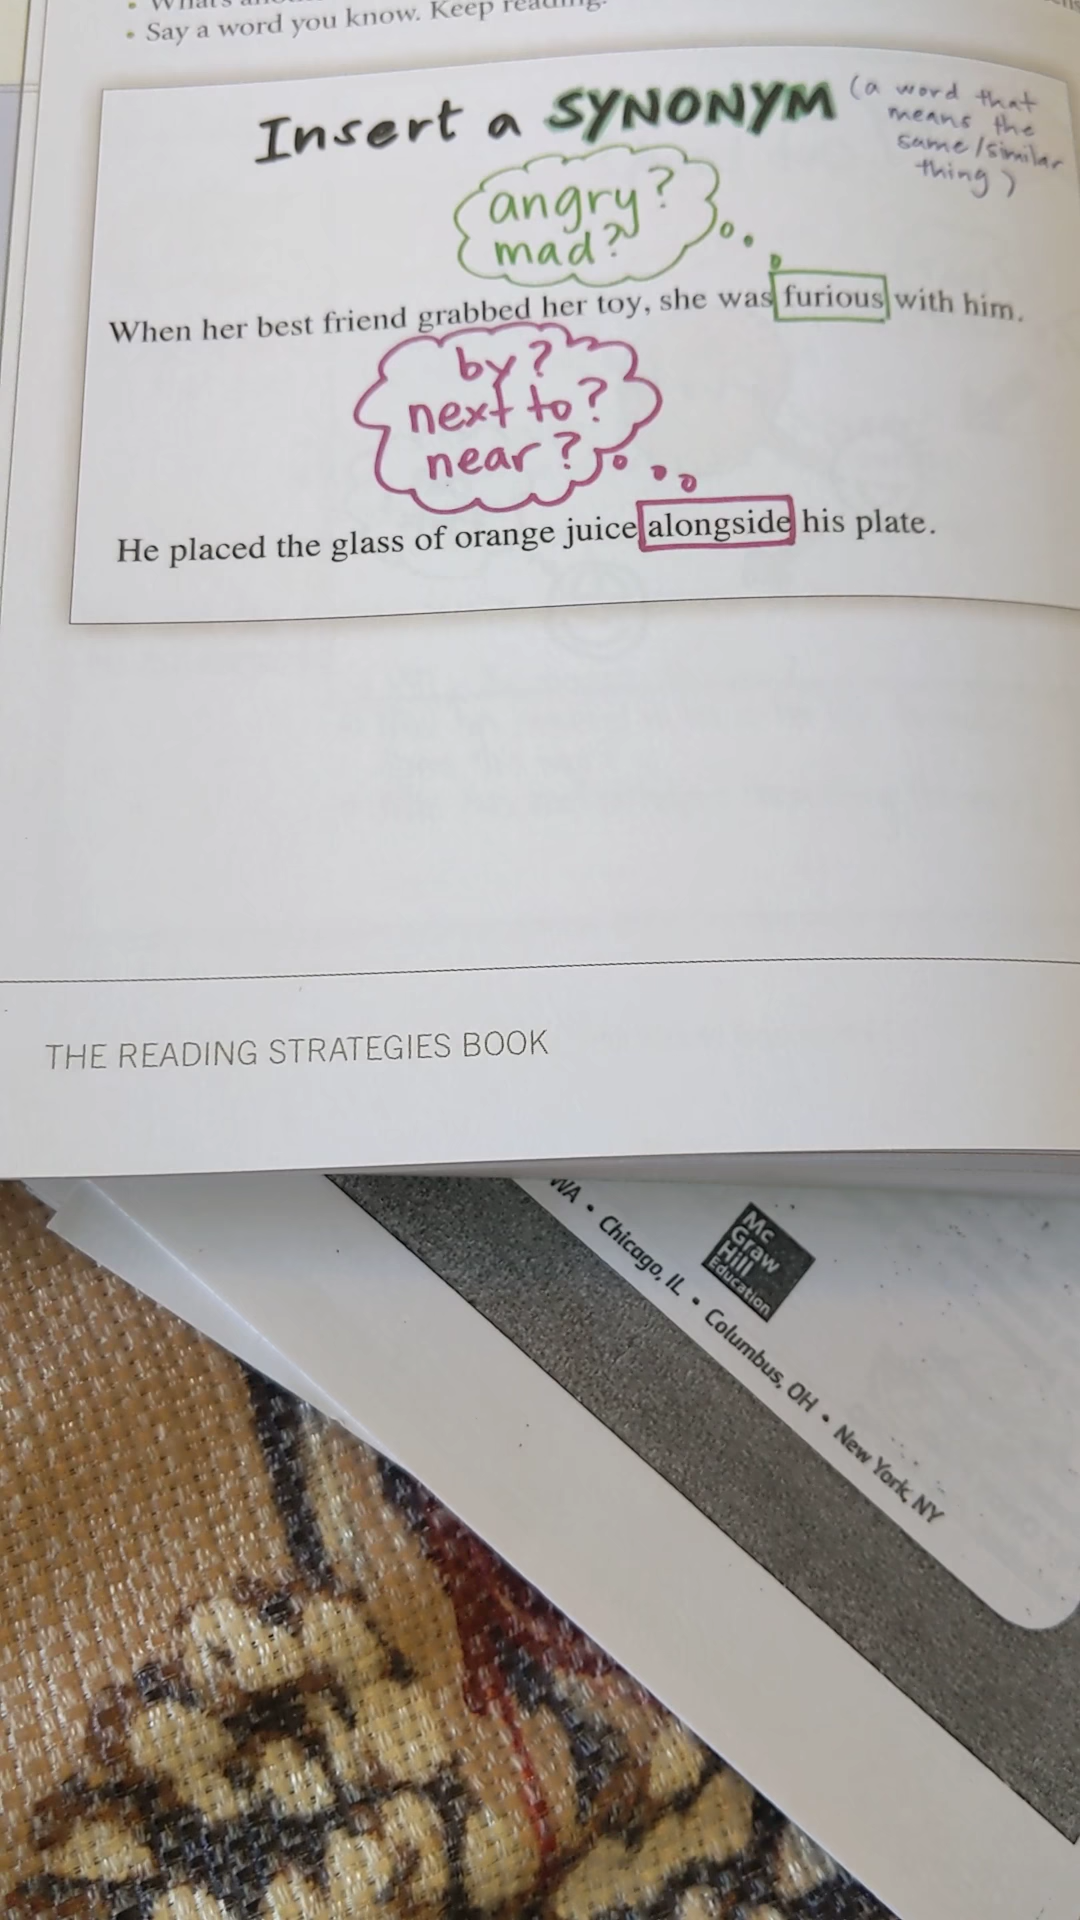 • Say a word you know. Keep reading.
Insert a SYNONYM
(a word that
means the
same/similar
thing)
angry?
mad?
When her best friend grabbed her toy, she was furious with him.
by?
next to?
near?
He placed the glass of orange juice alongside his plate.
THE READING STRATEGIES BOOK
Mc
Graw
Hill
Education
WA • Chicago, IL • Columbus, OH • New York, NY